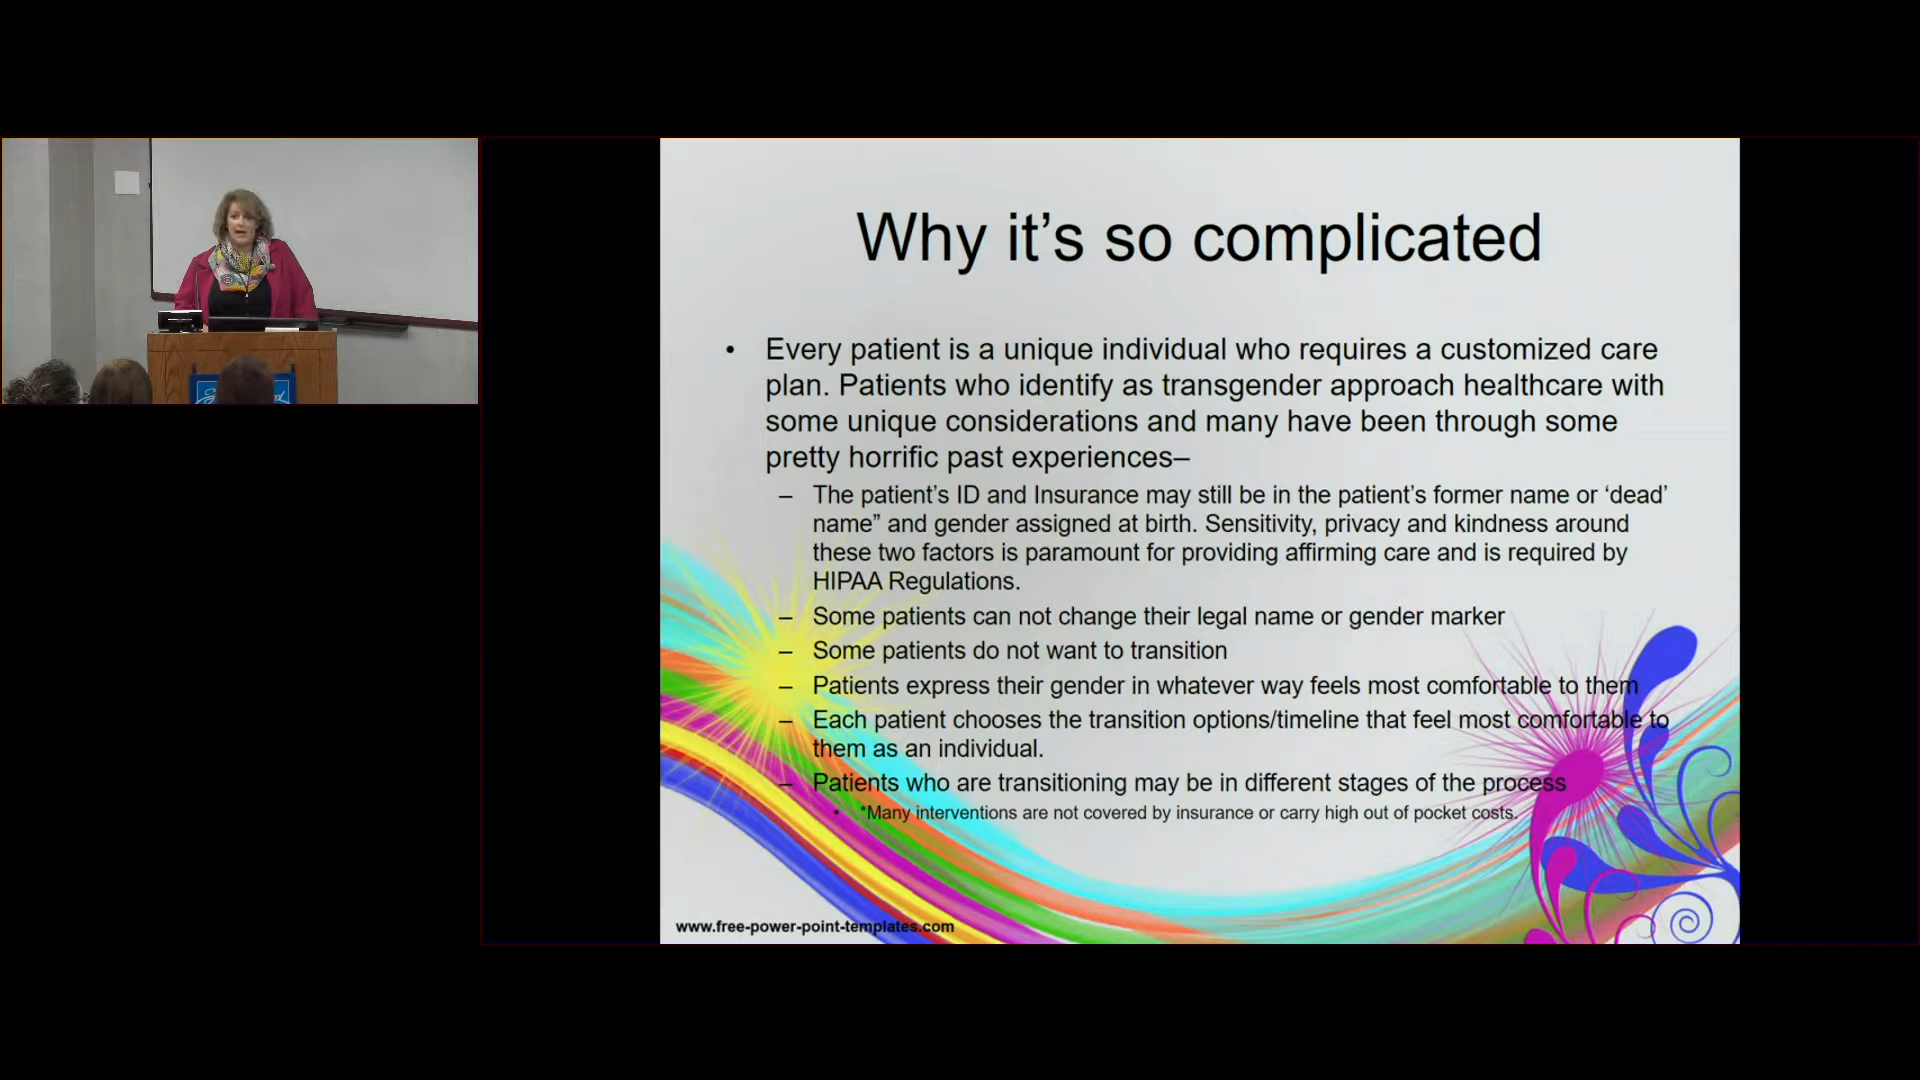 Why it’s so complicated
• Every patient is a unique individual who requires a customized care
plan. Patients who identify as transgender approach healthcare with
some unique considerations and many have been through some
pretty horrific past experiences–
– The patient’s ID and Insurance may still be in the patient’s former name or ‘dead’
name” and gender assigned at birth. Sensitivity, privacy and kindness around
these two factors is paramount for providing affirming care and is required by
HIPAA Regulations.
– Some patients can not change their legal name or gender marker
– Some patients do not want to transition
– Patients express their gender in whatever way feels most comfortable to them
– Each patient chooses the transition options/timeline that feel most comfortable to
them as an individual.
– Patients who are transitioning may be in different stages of the process
• *Many interventions are not covered by insurance or carry high out of pocket costs.
www.free-power-point-templates.com